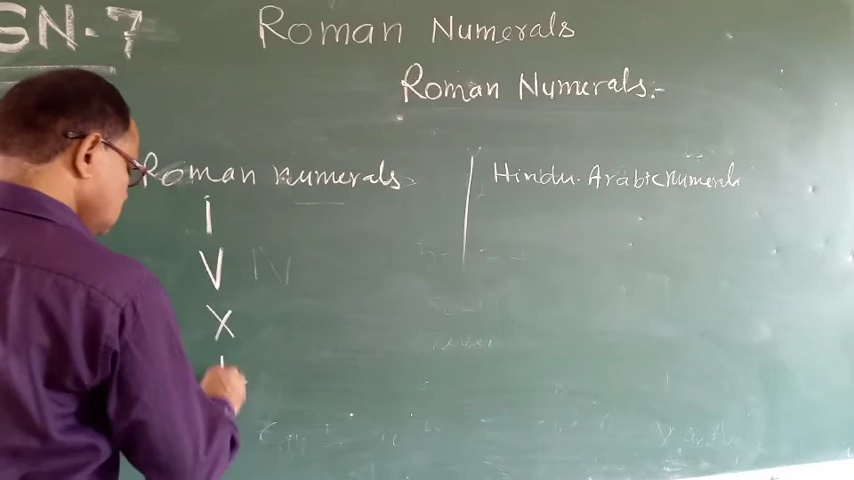 GN-7
Roman Numerals
Roman Numerals:-
Roman numerals
Hindu-Arabic numerals
I
V
X